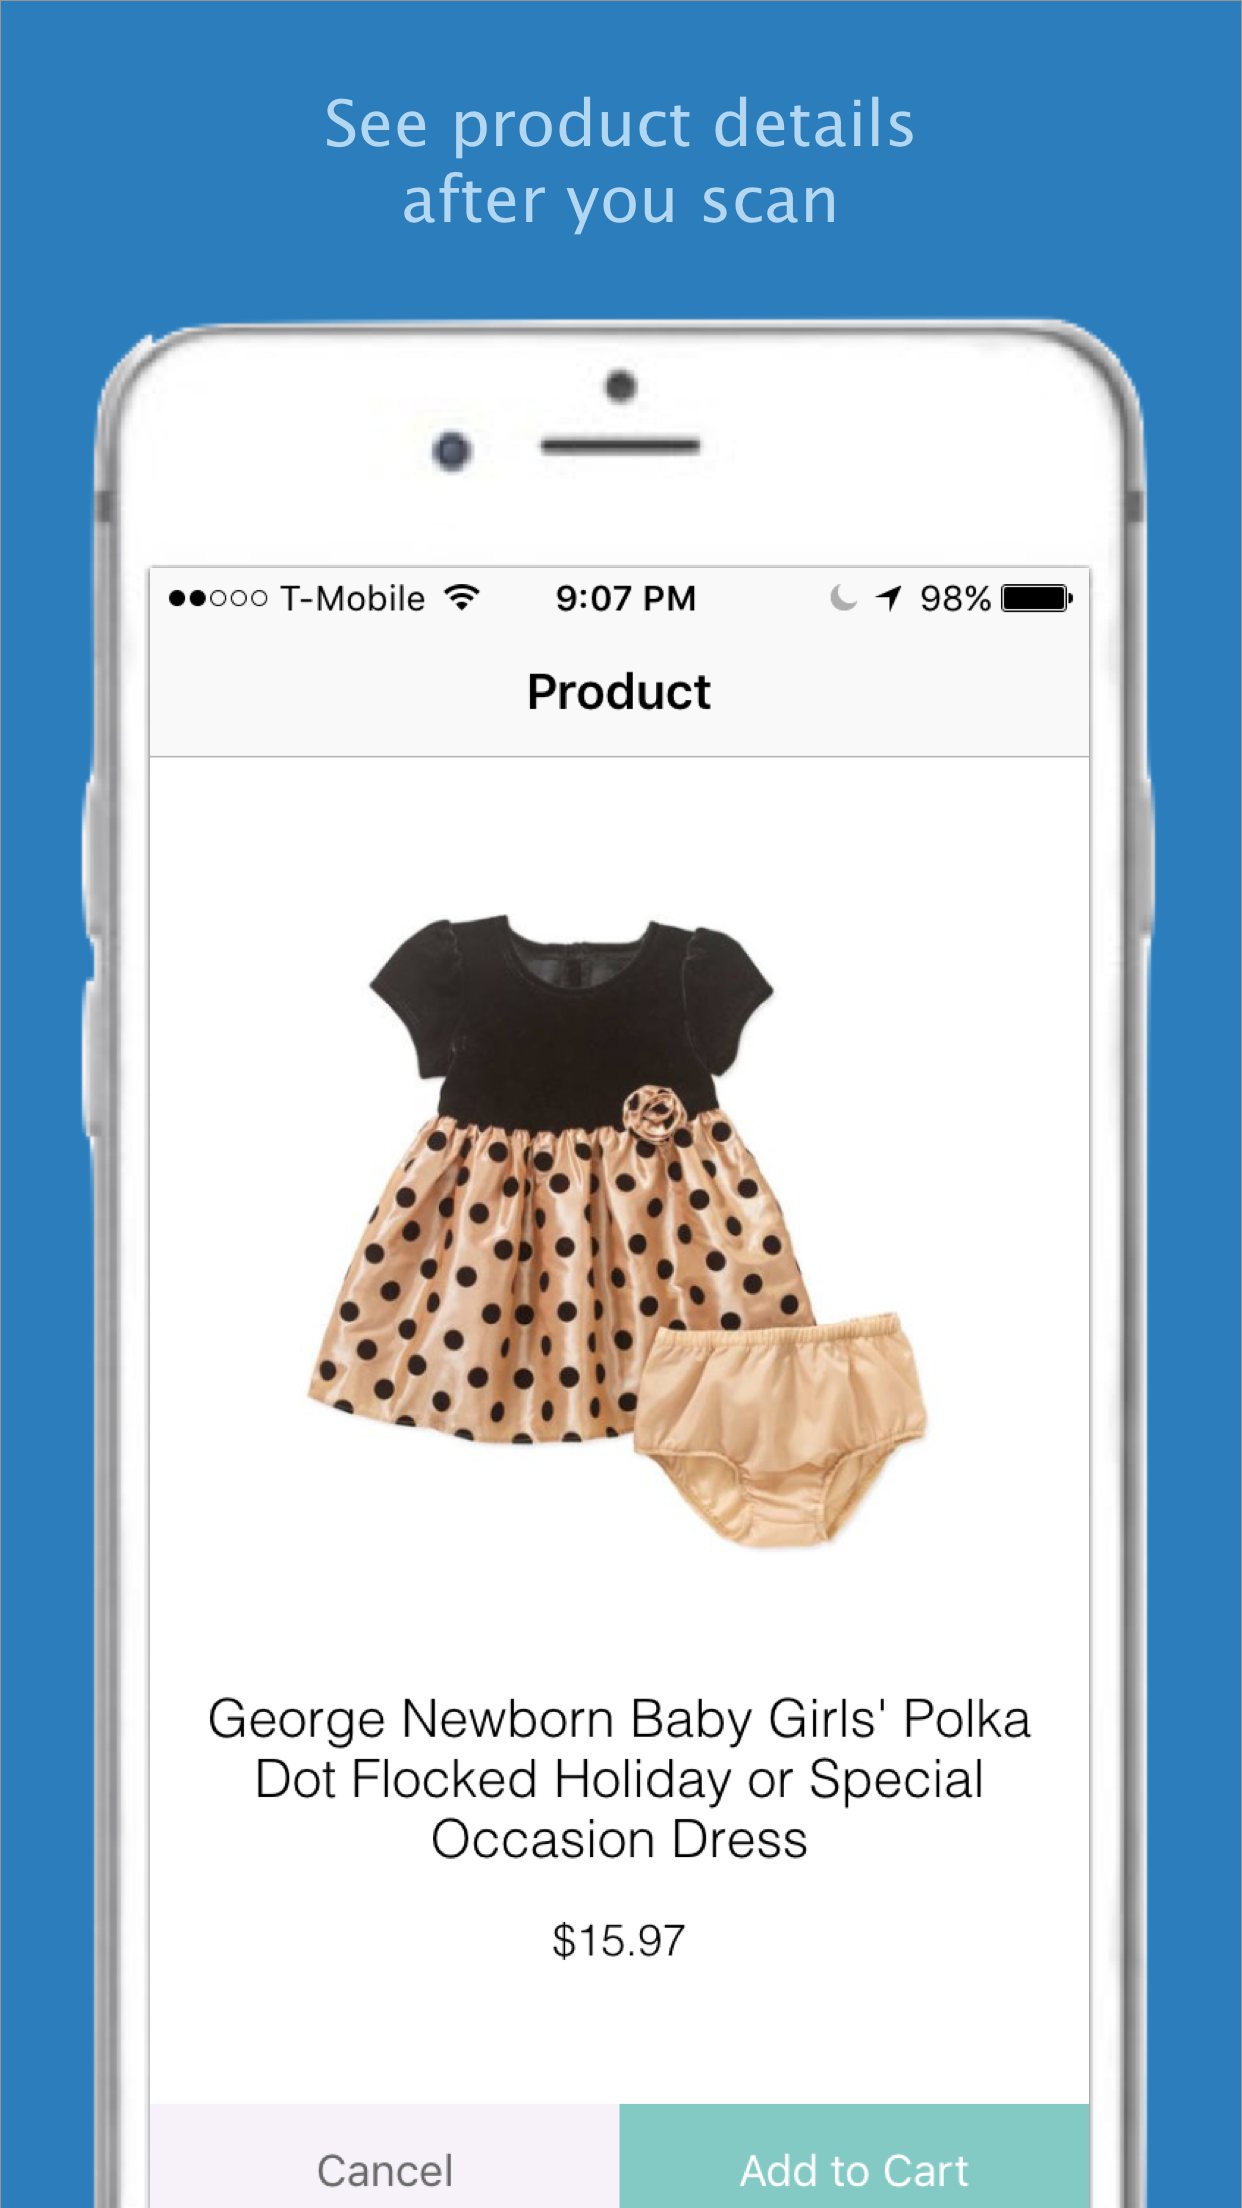 See product details
after you scan
T-Mobile 9:07 PM 98%
Product
George Newborn Baby Girls' Polka
Dot Flocked Holiday or Special
Occasion Dress
$15.97
Cancel Add to Cart